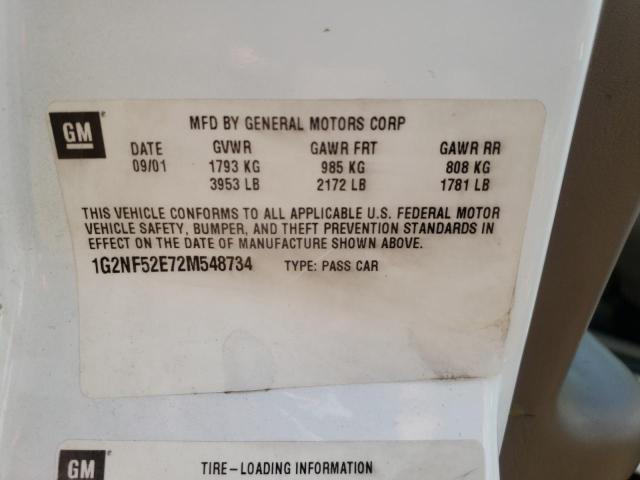 GM MFD BY GENERAL MOTORS CORP
DATE GVWR GAWR FRT GAWR RR
09/01 1793 KG 985 KG 808 KG
3953 LB 2172 LB 1781 LB
THIS VEHICLE CONFORMS TO ALL APPLICABLE U.S. FEDERAL MOTOR
VEHICLE SAFETY, BUMPER, AND THEFT PREVENTION STANDARDS IN
EFFECT ON THE DATE OF MANUFACTURE SHOWN ABOVE.
1G2NF52E72M548734 TYPE: PASS CAR
GM TIRE-LOADING INFORMATION